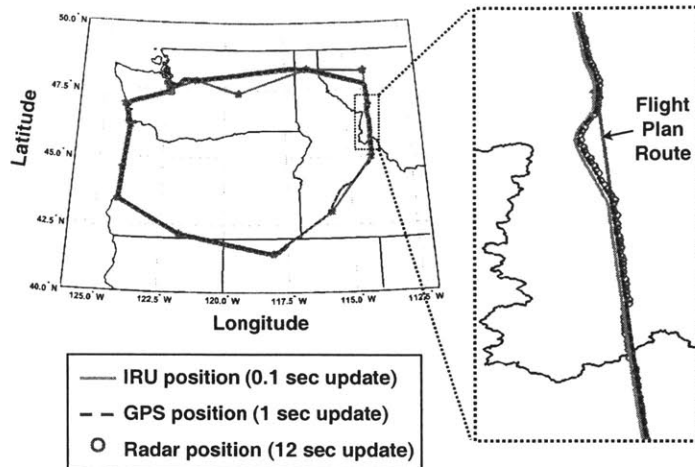 50.0°N
47.5°N
45.0°N
42.5°N
40.0°N
Latitude
125.0°W
122.5°W
120.0°W
117.5°W
115.0°W
112.5°W
Longitude
IRU position (0.1 sec update)
GPS position (1 sec update)
Radar position (12 sec update)
Flight
Plan
Route